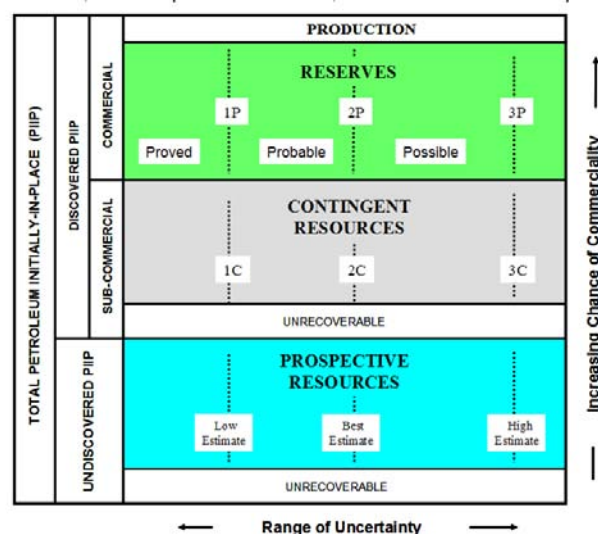 PRODUCTION
RESERVES
1P
2P
3P
Proved
Probable
Possible
CONTINGENT
RESOURCES
1C
2C
3C
UNRECOVERABLE
PROSPECTIVE
RESOURCES
Low
Estimate
Best
Estimate
High
Estimate
UNRECOVERABLE
TOTAL PETROLEUM INITIALLY-IN-PLACE (PIIP)
DISCOVERED PIIP
UNDISCOVERED PIIP
COMMERCIAL
SUB-COMMERCIAL
Increasing Chance of Commerciality
Range of Uncertainty